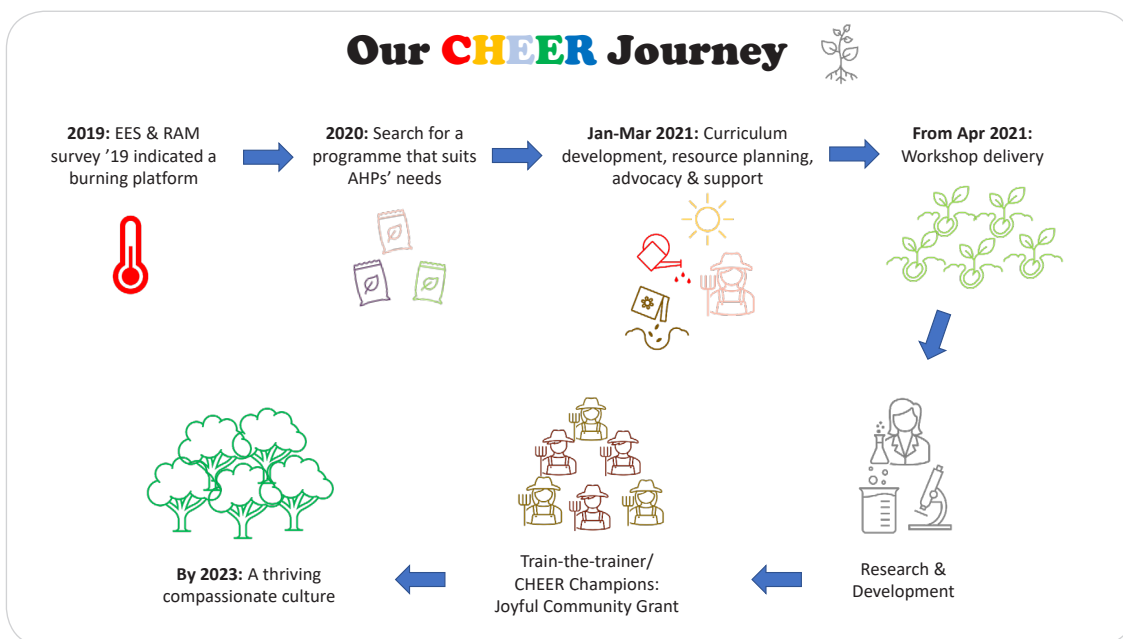 Our CHEER Journey
2019: EES & RAM
survey ’19 indicated a
burning platform
2020: Search for a
programme that suits
AHPs’ needs
Jan-Mar 2021: Curriculum
development, resource planning,
advocacy & support
From Apr 2021:
Workshop delivery
Research &
Development
Train-the-trainer/
CHEER Champions:
Joyful Community Grant
By 2023: A thriving
compassionate culture